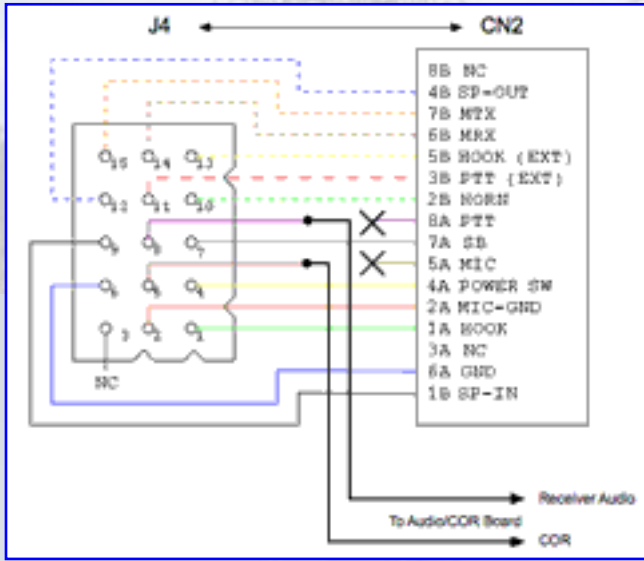 J4 CN2
8B NC
4B SP-OUT
7B MTX
6B MRX
5B HOOK (EXT)
3B PTT (EXT)
2B HORN
8A PTT
7A SB
5A MIC
4A POWER SW
2A MIC-GND
1A HOOK
3A NC
6A GND
1B SP-IN
15 14 13
12 11 10
9 8 7
6 5 4
3 2 1
NC
Receiver Audio
To Audio/COR Board
COR